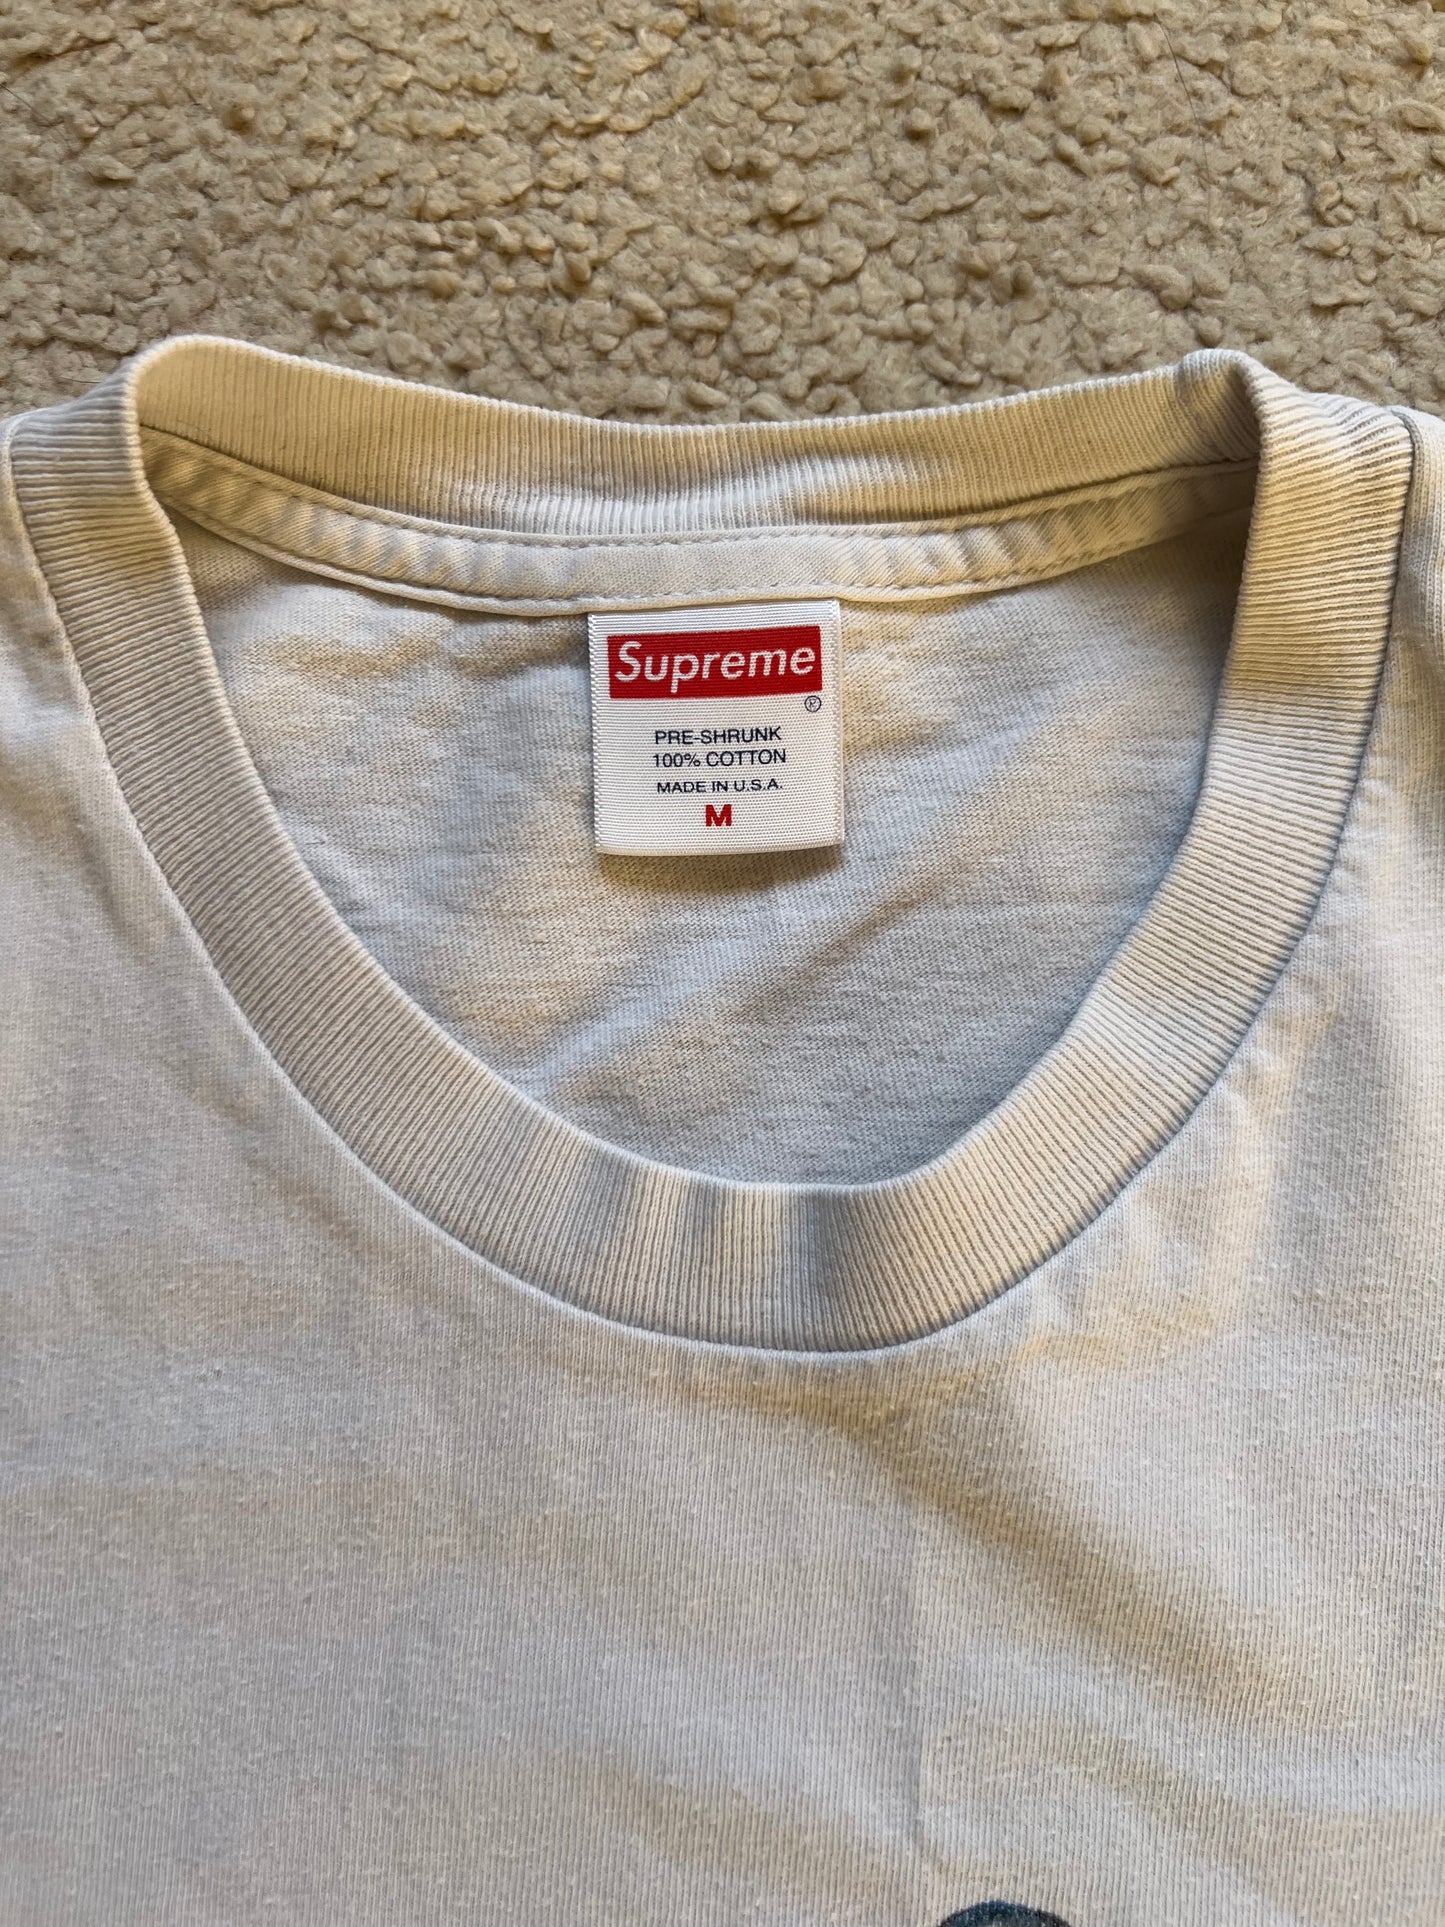 Supreme
®
PRE-SHRUNK
100% COTTON
MADE IN U.S.A.
M